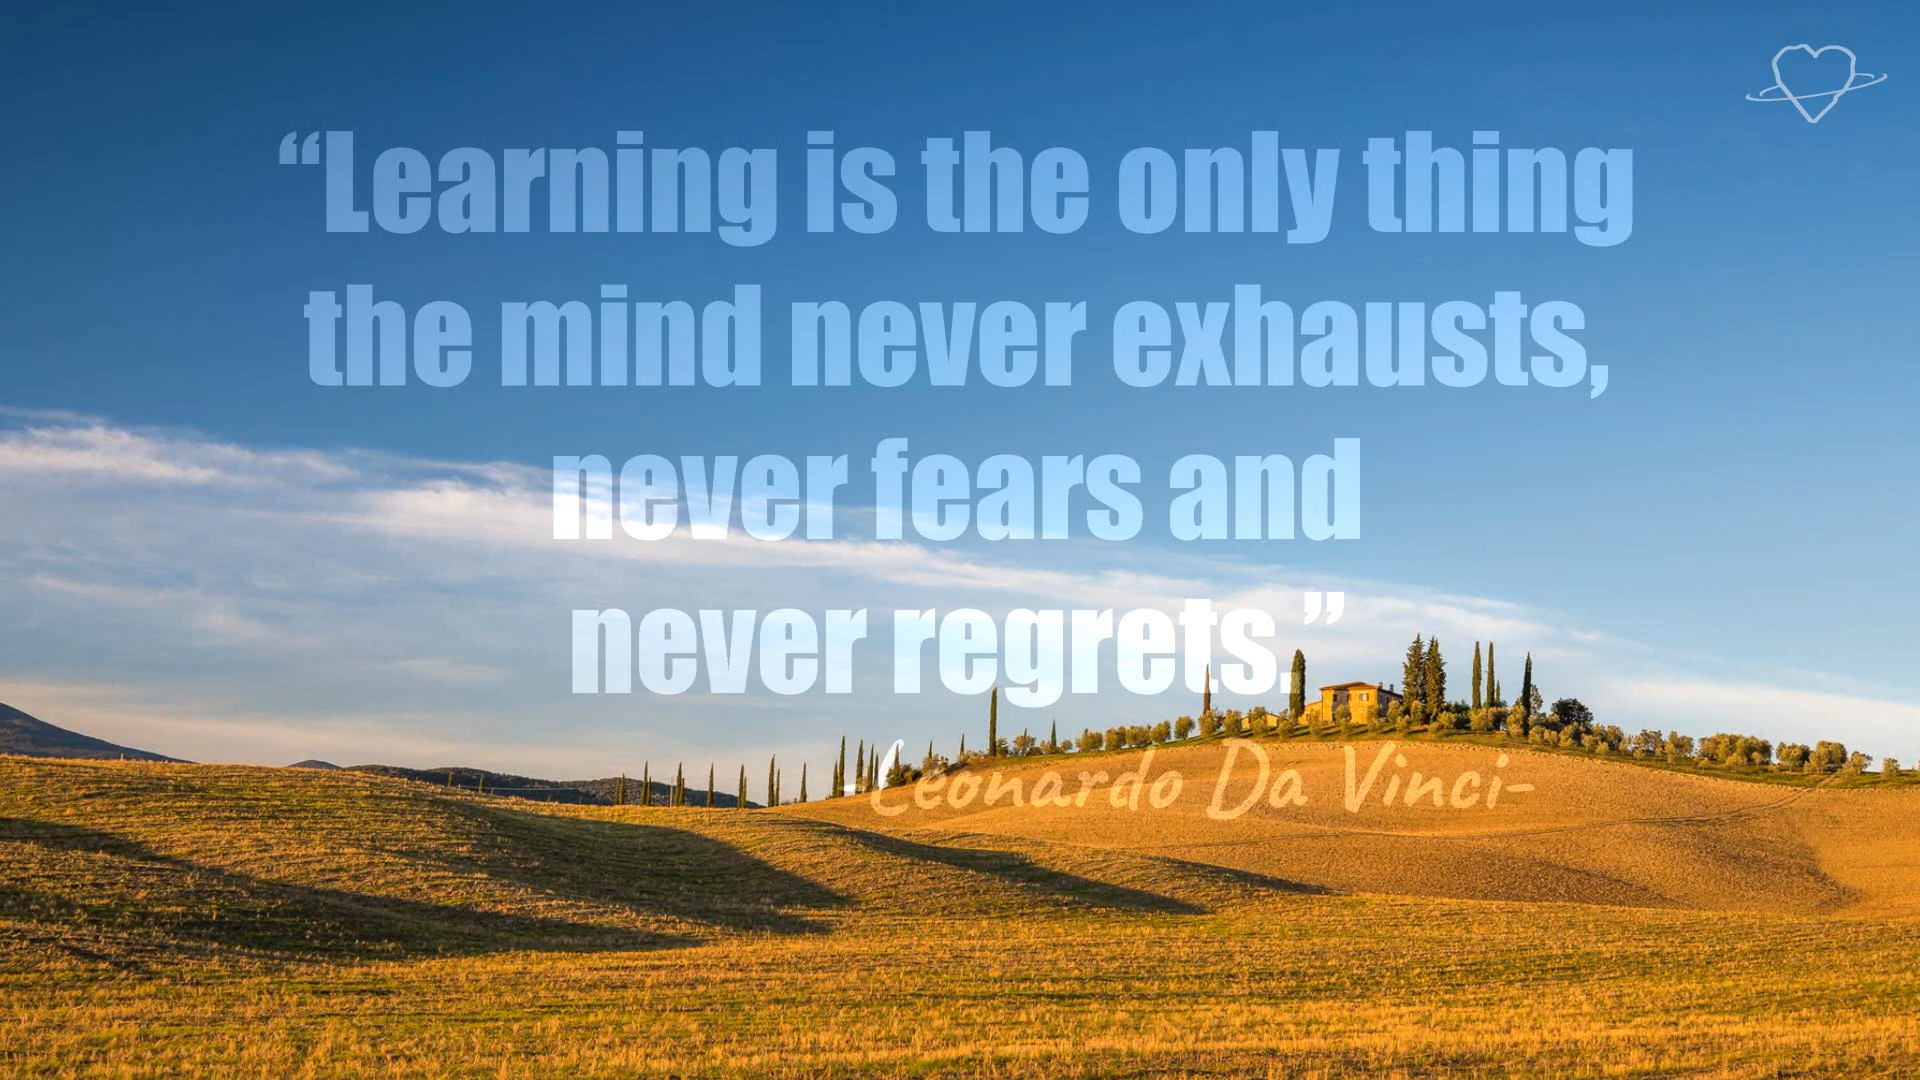 “Learning is the only thing
the mind never exhausts,
never fears and
never regrets.”
-Leonardo Da Vinci-